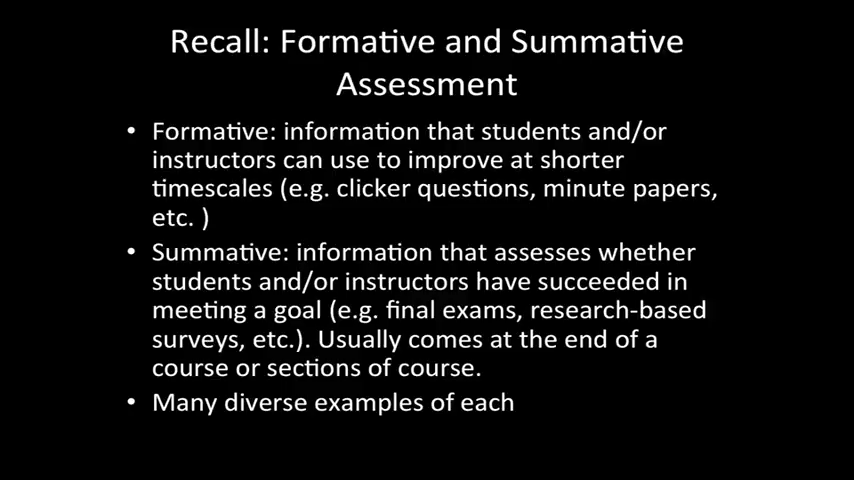 Recall: Formative and Summative
Assessment
• Formative: information that students and/or
instructors can use to improve at shorter
timescales (e.g. clicker questions, minute papers,
etc. )
• Summative: information that assesses whether
students and/or instructors have succeeded in
meeting a goal (e.g. final exams, research-based
surveys, etc.). Usually comes at the end of a
course or sections of course.
• Many diverse examples of each